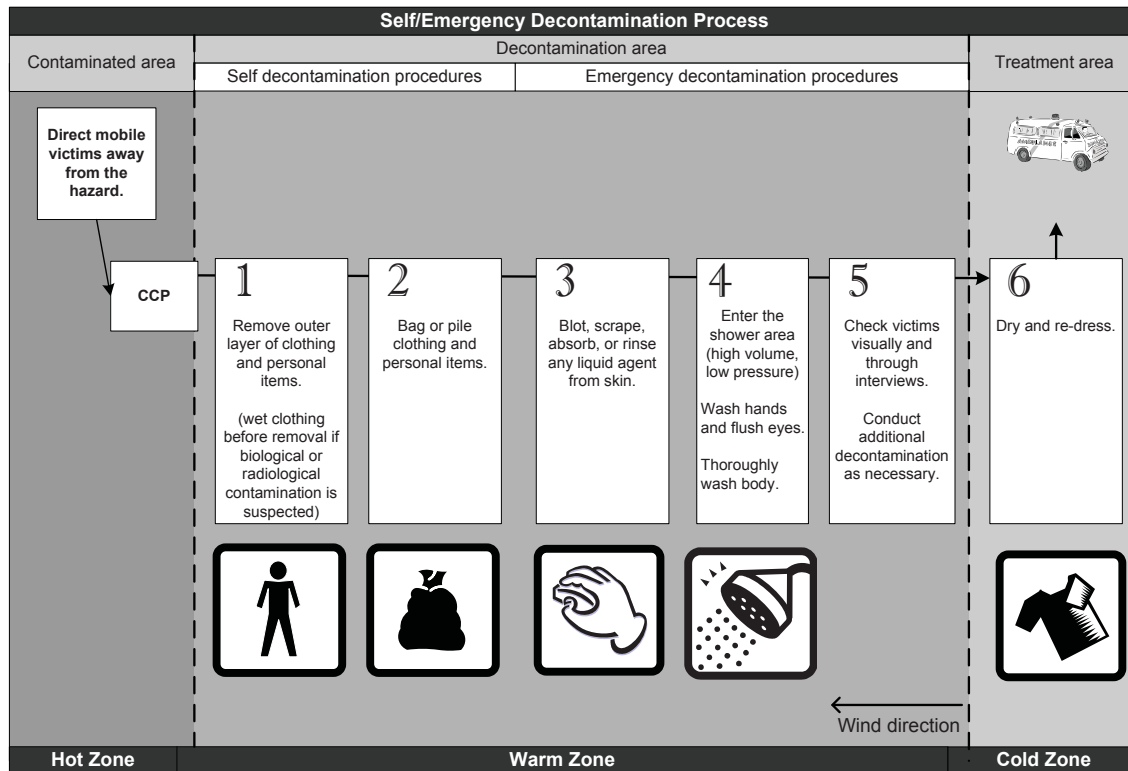 Self/Emergency Decontamination Process
Contaminated area
Decontamination area
Self decontamination procedures
Emergency decontamination procedures
Treatment area
Direct mobile
victims away
from the
hazard.
AMBULANCE
CCP
1
Remove outer
layer of clothing
and personal
items.
(wet clothing
before removal if
biological or
radiological
contamination is
suspected)
2
Bag or pile
clothing and
personal items.
3
Blot, scrape,
absorb, or rinse
any liquid agent
from skin.
4
Enter the
shower area
(high volume,
low pressure)
Wash hands
and flush eyes.
Thoroughly
wash body.
5
Check victims
visually and
through
interviews.
Conduct
additional
decontamination
as necessary.
6
Dry and re-dress.
Wind direction
Hot Zone
Warm Zone
Cold Zone